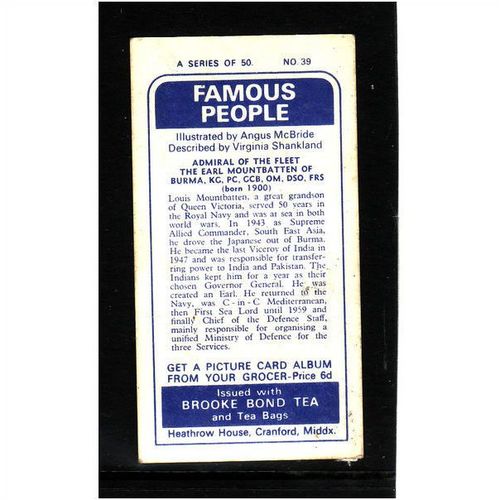 A SERIES OF 50. NO. 39
FAMOUS
PEOPLE
Illustrated by Angus McBride
Described by Virginia Shankland
ADMIRAL OF THE FLEET
THE EARL MOUNTBATTEN OF
BURMA, KG, PC, GCB, OM, DSO, FRS
(born 1900)
Louis Mountbatten, a great grandson
of Queen Victoria, served 50 years in
the Royal Navy and was at sea in both
world wars. In 1943 as Supreme
Allied Commander, South East Asia,
he drove the Japanese out of Burma.
He became the last Viceroy of India in
1947 and was responsible for transfer-
ring power to India and Pakistan. The
Indians kept him for a year as their
chosen Governor General. He was
created an Earl. He returned to the
Navy, was C-in-C Mediterranean,
then First Sea Lord until 1959 and
finally Chief of the Defence Staff,
mainly responsible for organising a
unified Ministry of Defence for the
three Services.
GET A PICTURE CARD ALBUM
FROM YOUR GROCER-Price 6d
Issued with
BROOKE BOND TEA
and Tea Bags
Heathrow House, Cranford, Middx.